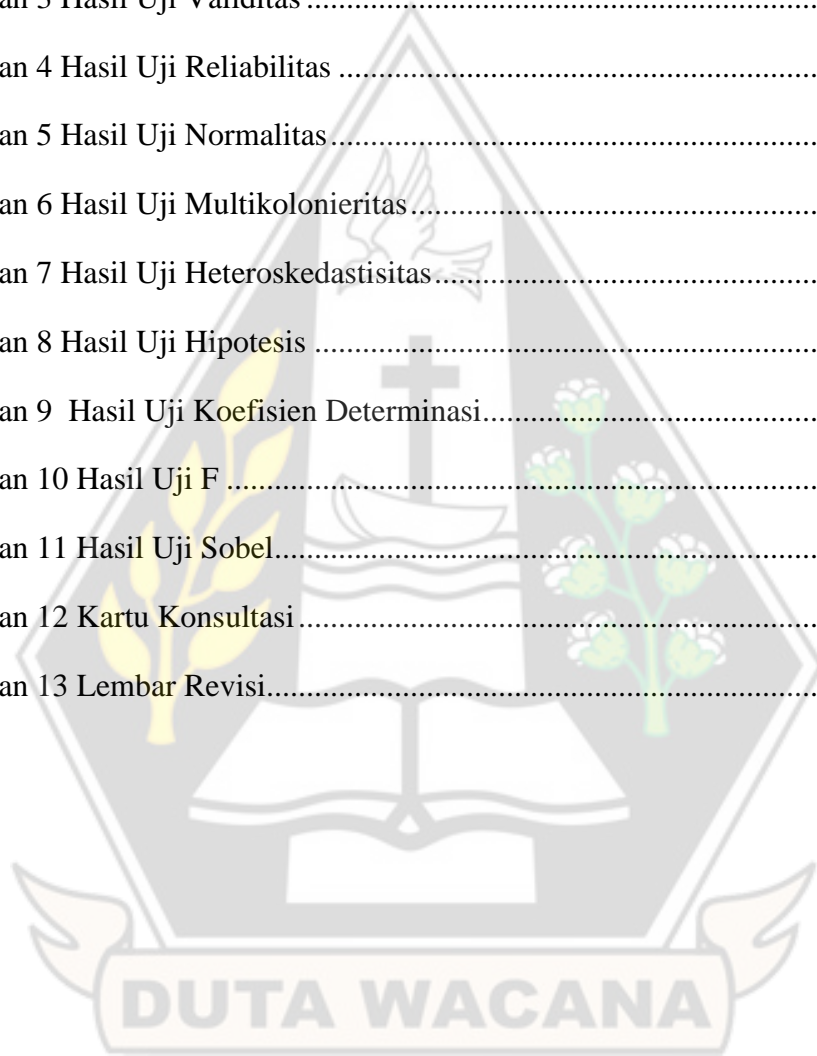 an 3 Hasil Uji Validitas ....................................................................
an 4 Hasil Uji Reliabilitas ................................................................
an 5 Hasil Uji Normalitas ................................................................
an 6 Hasil Uji Multikolonieritas .......................................................
an 7 Hasil Uji Heteroskedastisitas ...................................................
an 8 Hasil Uji Hipotesis ...................................................................
an 9  Hasil Uji Koefisien Determinasi .............................................
an 10 Hasil Uji F ...............................................................................
an 11 Hasil Uji Sobel ........................................................................
an 12 Kartu Konsultasi .....................................................................
an 13 Lembar Revisi .........................................................................
DUTA WACANA